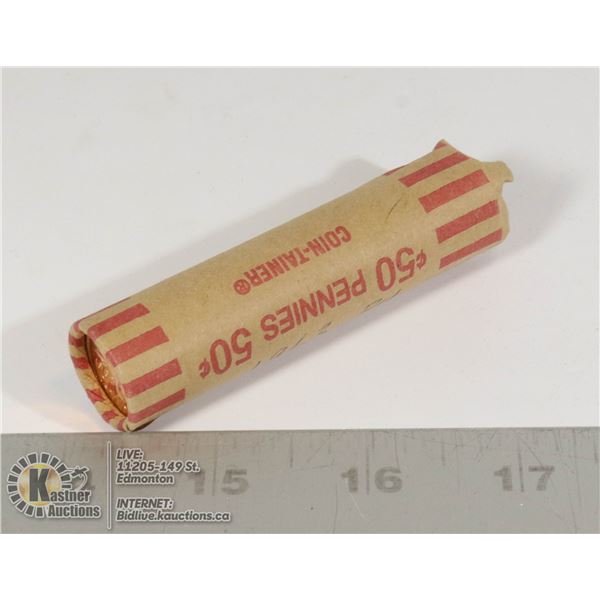 COIN-TAINER®
¢50 PENNIES 50¢
15
16
17
Kastner
Auctions
LIVE:
11205-149 St.
Edmonton
INTERNET:
Bidlive.kauctions.ca